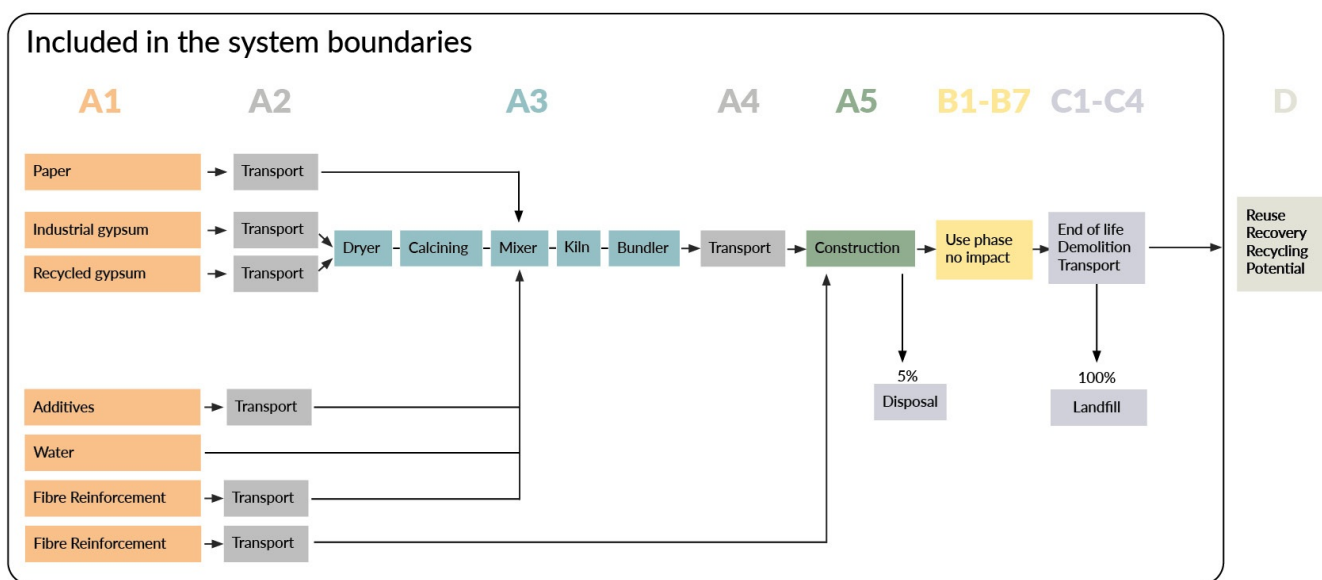 Included in the system boundaries
A1 A2 A3 A4 A5 B1-B7 C1-C4 D
Paper
Transport
Industrial gypsum
Transport
Recycled gypsum
Transport
Dryer
Calcining
Mixer
Kiln
Bundler
Transport
Construction
Use phase
no impact
End of life
Demolition
Transport
Reuse
Recovery
Recycling
Potential
5%
Disposal
100%
Landfill
Additives
Transport
Water
Fibre Reinforcement
Transport
Fibre Reinforcement
Transport